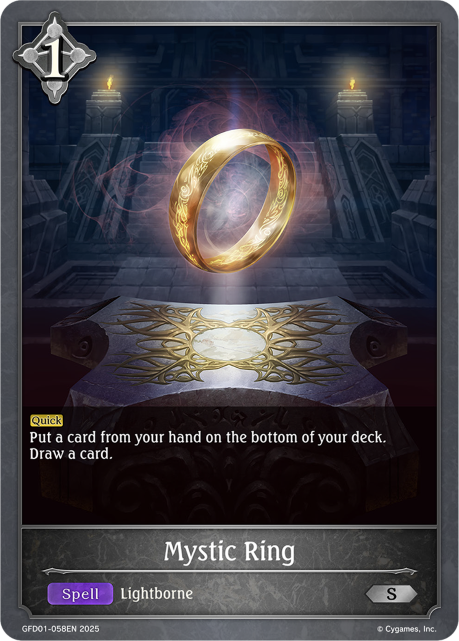 1
Quick
Put a card from your hand on the bottom of your deck.
Draw a card.
Mystic Ring
Spell Lightborne S
GFD01-058EN 2025 © Cygames, Inc.